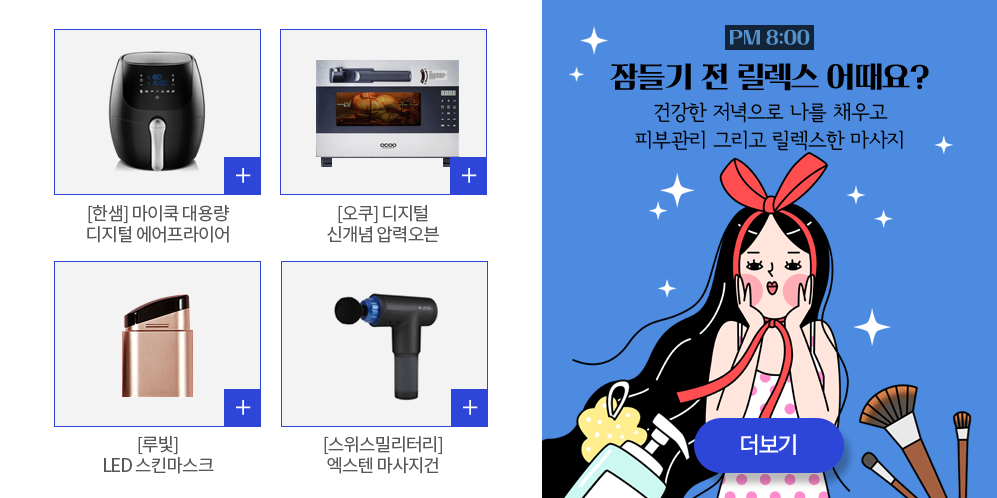 [한샘] 마이쿡 대용량
디지털 에어프라이어
OCOO
[오쿠] 디지털
신개념 압력오븐
[루빛]
LED 스킨마스크
[스위스밀리터리]
엑스텐 마사지건
PM 8:00
잠들기 전 릴렉스 어때요?
건강한 저녁으로 나를 채우고
피부관리 그리고 릴렉스한 마사지
더보기